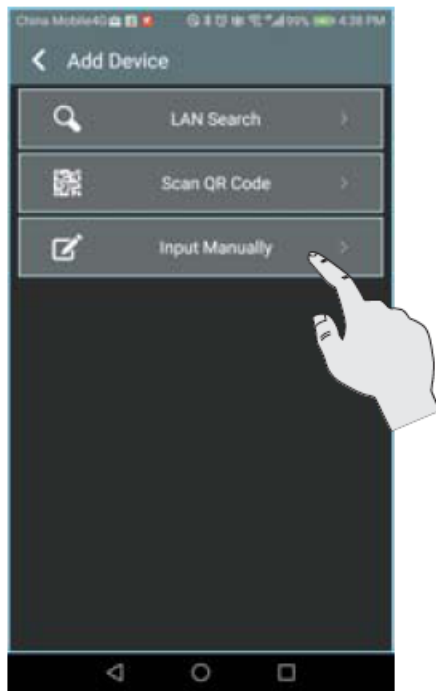 China Mobile4G 99% 4:38 PM
Add Device
LAN Search
Scan QR Code
Input Manually